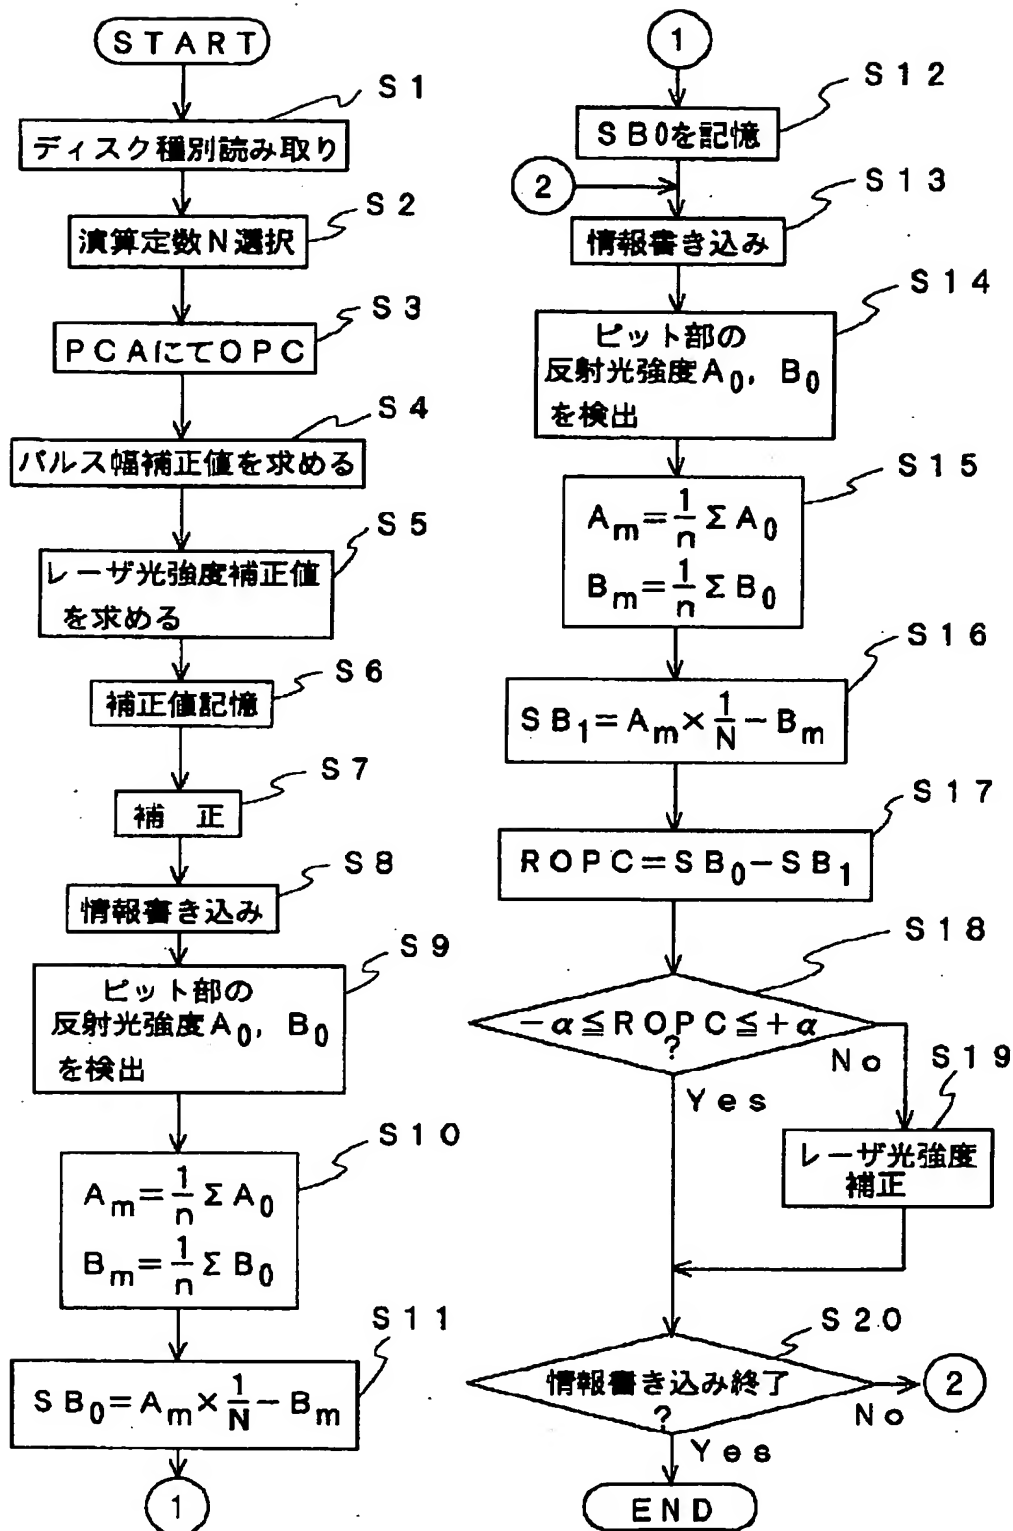 START
S1
ディスク種別読み取り
S2
演算定数N選択
S3
PCAにてOPC
S4
パルス幅補正値を求める
S5
レーザ光強度補正値
を求める
S6
補正値記憶
S7
補 正
S8
情報書き込み
S9
ピット部の
反射光強度A₀, B₀
を検出
S10
Aₘ=1/n ΣA₀
Bₘ=1/n ΣB₀
S11
SB₀=Aₘ×1/N−Bₘ
1
1
S12
SB0を記憶
2
S13
情報書き込み
S14
ピット部の
反射光強度A₀, B₀
を検出
S15
Aₘ=1/n ΣA₀
Bₘ=1/n ΣB₀
S16
SB₁=Aₘ×1/N−Bₘ
S17
ROPC=SB₀−SB₁
S18
−α≦ROPC≦+α
?
No
Yes
S19
レーザ光強度
補正
S20
情報書き込み終了
?
2
No
Yes
END